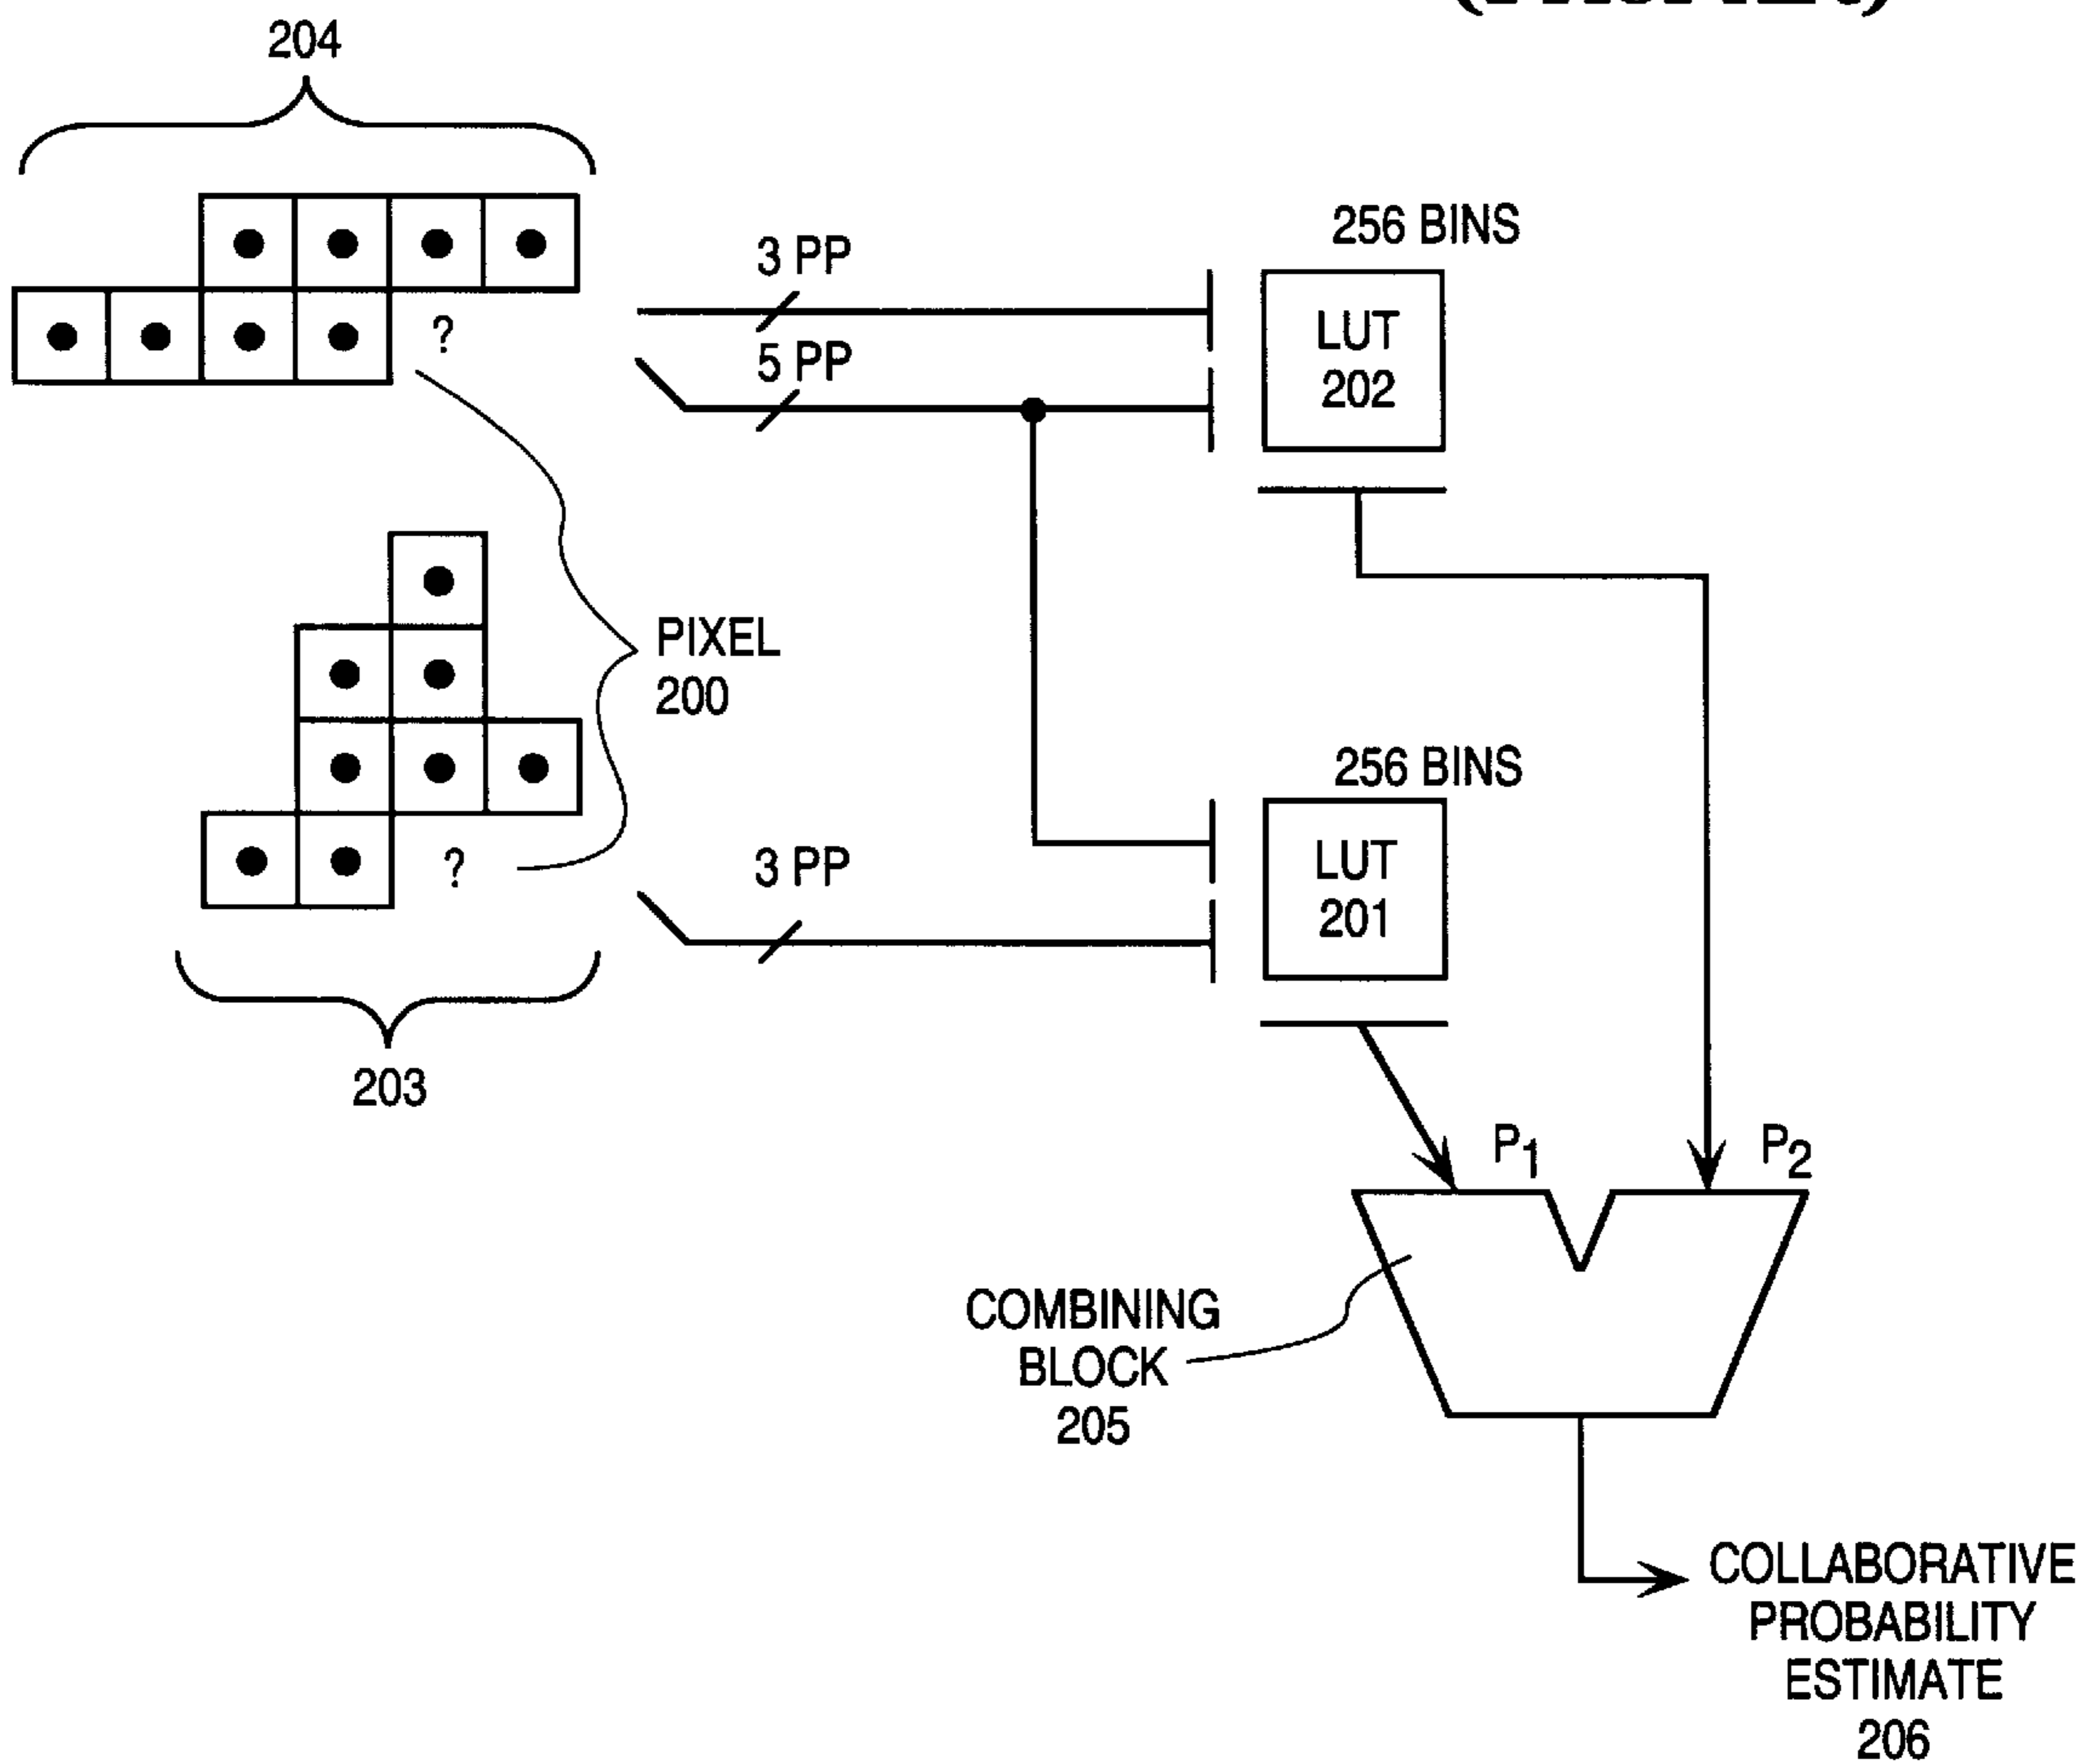 204
256 BINS
3 PP
LUT
202
?
5 PP
PIXEL
200
256 BINS
LUT
201
?
3 PP
203
P1
P2
COMBINING
BLOCK
205
COLLABORATIVE
PROBABILITY
ESTIMATE
206